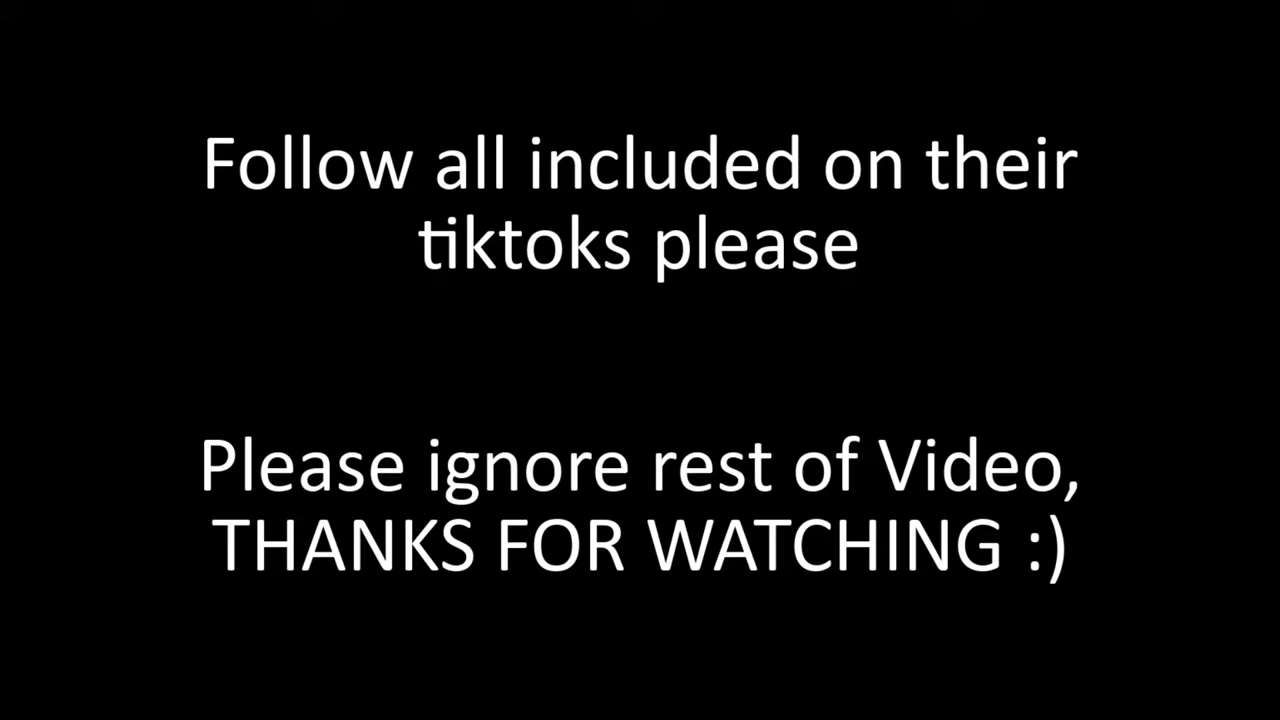 Follow all included on their
tiktoks please
Please ignore rest of Video,
THANKS FOR WATCHING :)